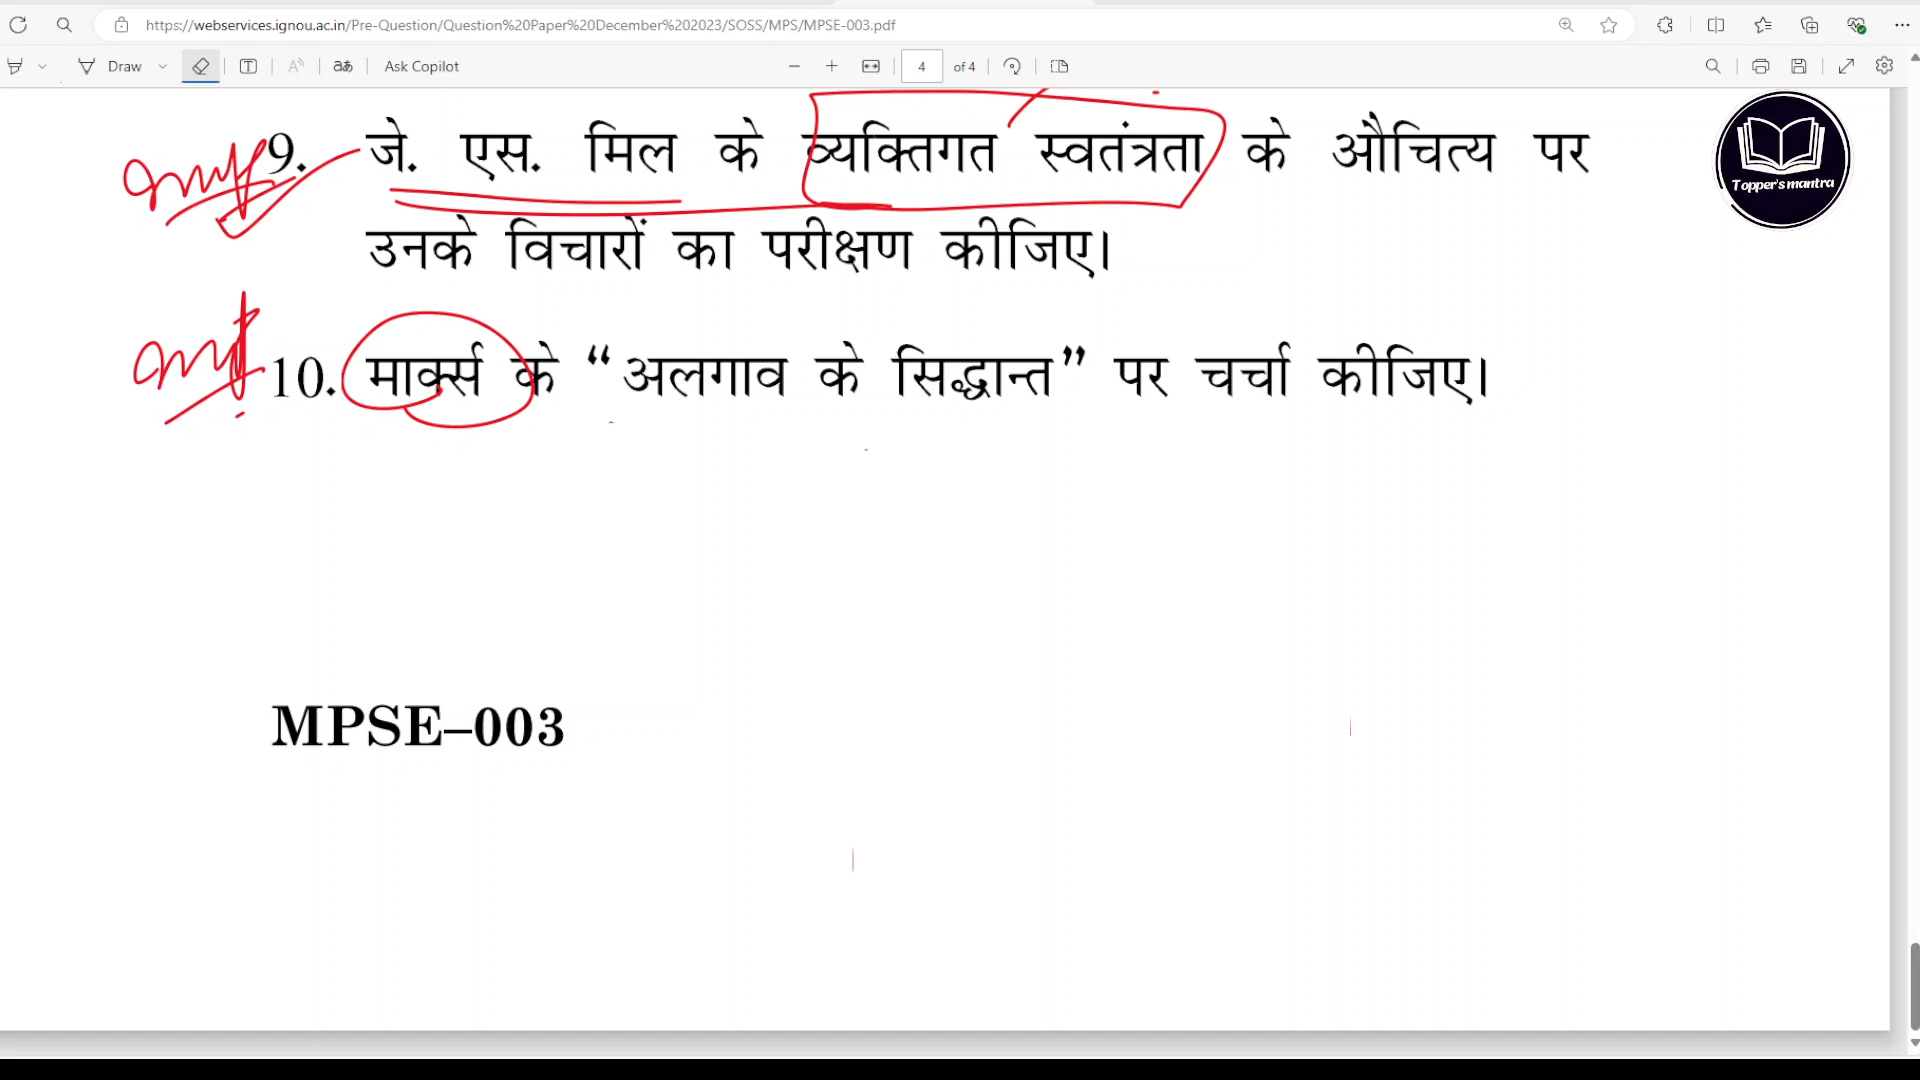 https://webservices.ignou.ac.in/Pre-Question/Question%20Paper%20December%202023/SOSS/MPS/MPSE-003.pdf
Draw
aあ
Ask Copilot
4 of 4
Topper's mantra
9. जे. एस. मिल के व्यक्तिगत स्वतंत्रता के औचित्य पर
उनके विचारों का परीक्षण कीजिए।
10. मार्क्स के “अलगाव के सिद्धान्त” पर चर्चा कीजिए।
MPSE–003